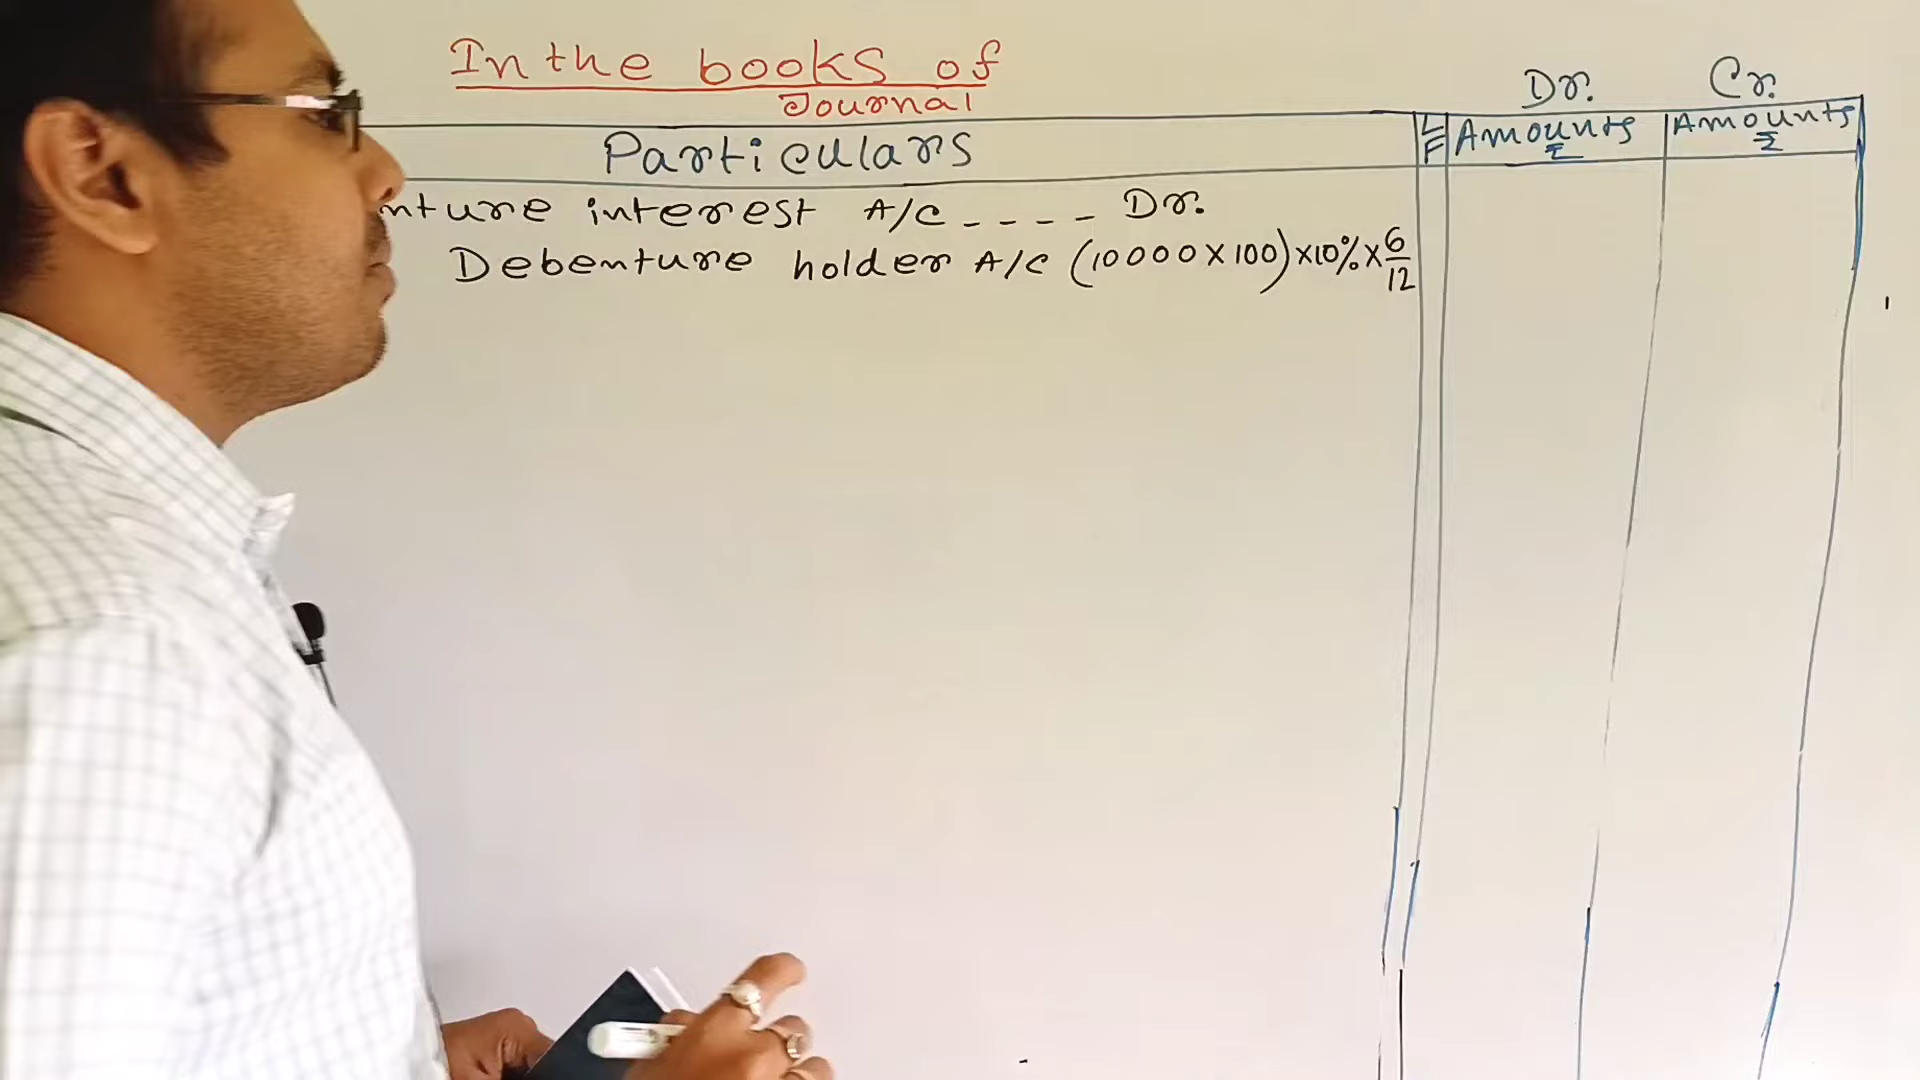 In the books of
Journal
Dr. Cr.
Particulars LF Amounts ₹ Amounts ₹
nture interest A/C - - - - Dr.
Debenture holder A/C (10000 x 100) x 10% x 6/12